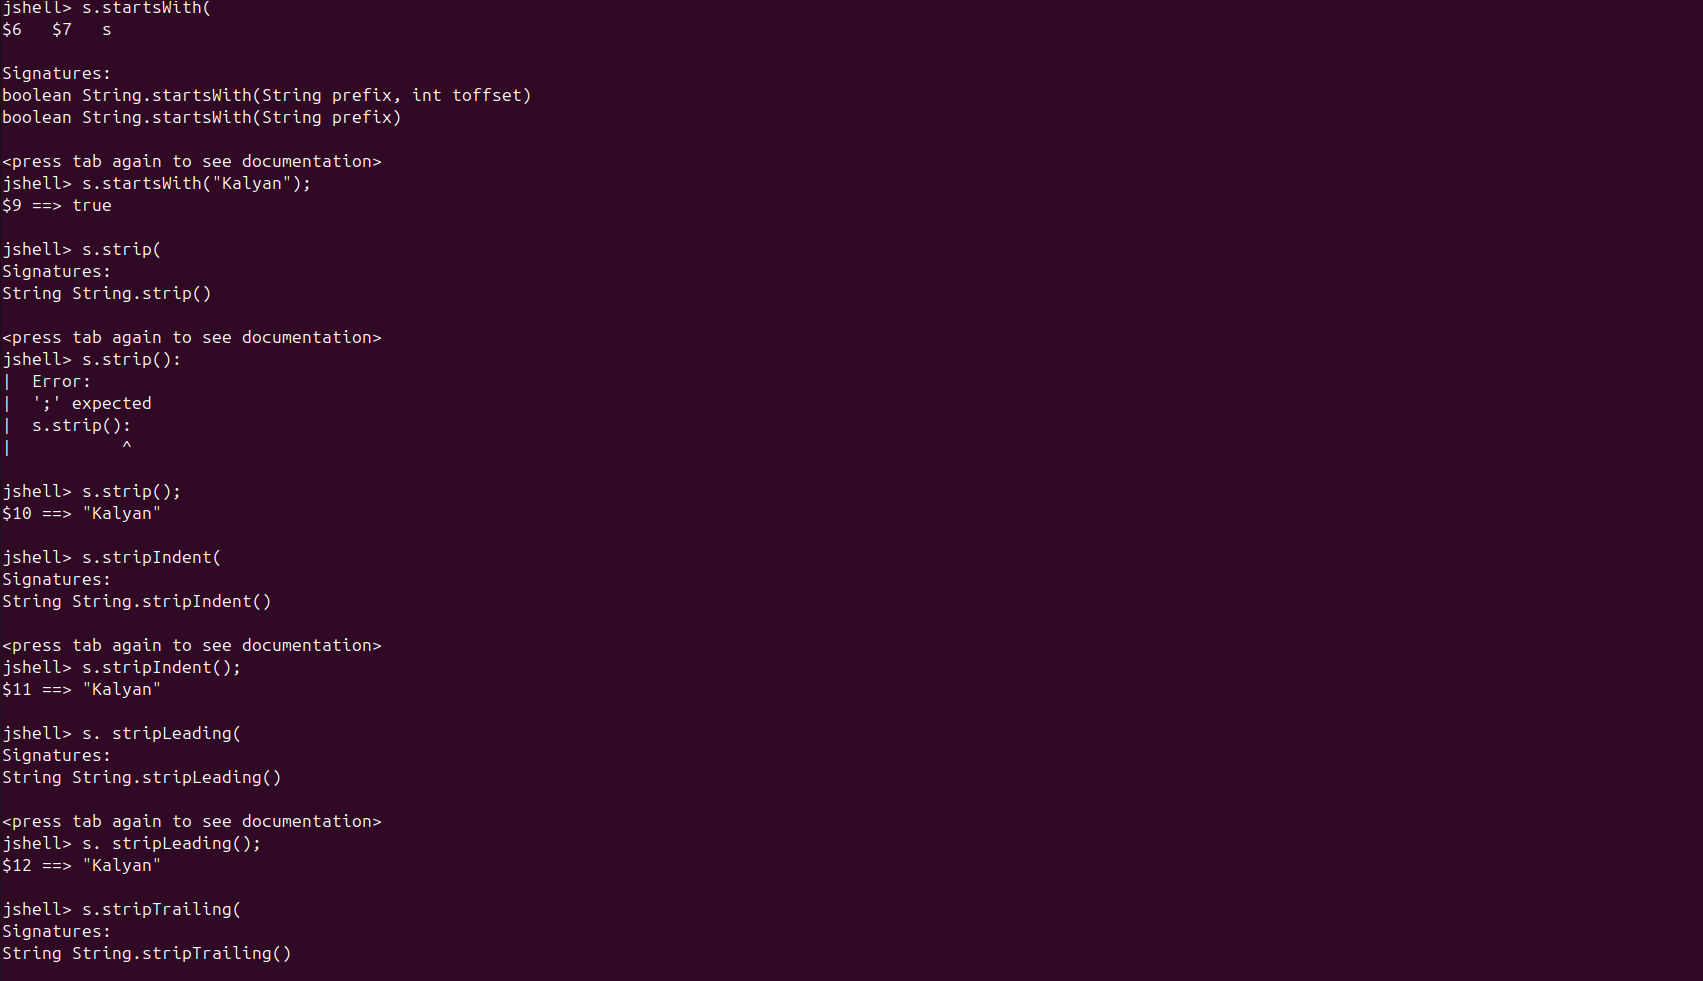 jshell> s.startsWith(
$6   $7   s
Signatures:
boolean String.startsWith(String prefix, int toffset)
boolean String.startsWith(String prefix)
<press tab again to see documentation>
jshell> s.startsWith("Kalyan");
$9 ==> true
jshell> s.strip(
Signatures:
String String.strip()
<press tab again to see documentation>
jshell> s.strip():
|  Error:
|  ';' expected
|  s.strip():
|           ^
jshell> s.strip();
$10 ==> "Kalyan"
jshell> s.stripIndent(
Signatures:
String String.stripIndent()
<press tab again to see documentation>
jshell> s.stripIndent();
$11 ==> "Kalyan"
jshell> s. stripLeading(
Signatures:
String String.stripLeading()
<press tab again to see documentation>
jshell> s. stripLeading();
$12 ==> "Kalyan"
jshell> s.stripTrailing(
Signatures:
String String.stripTrailing()